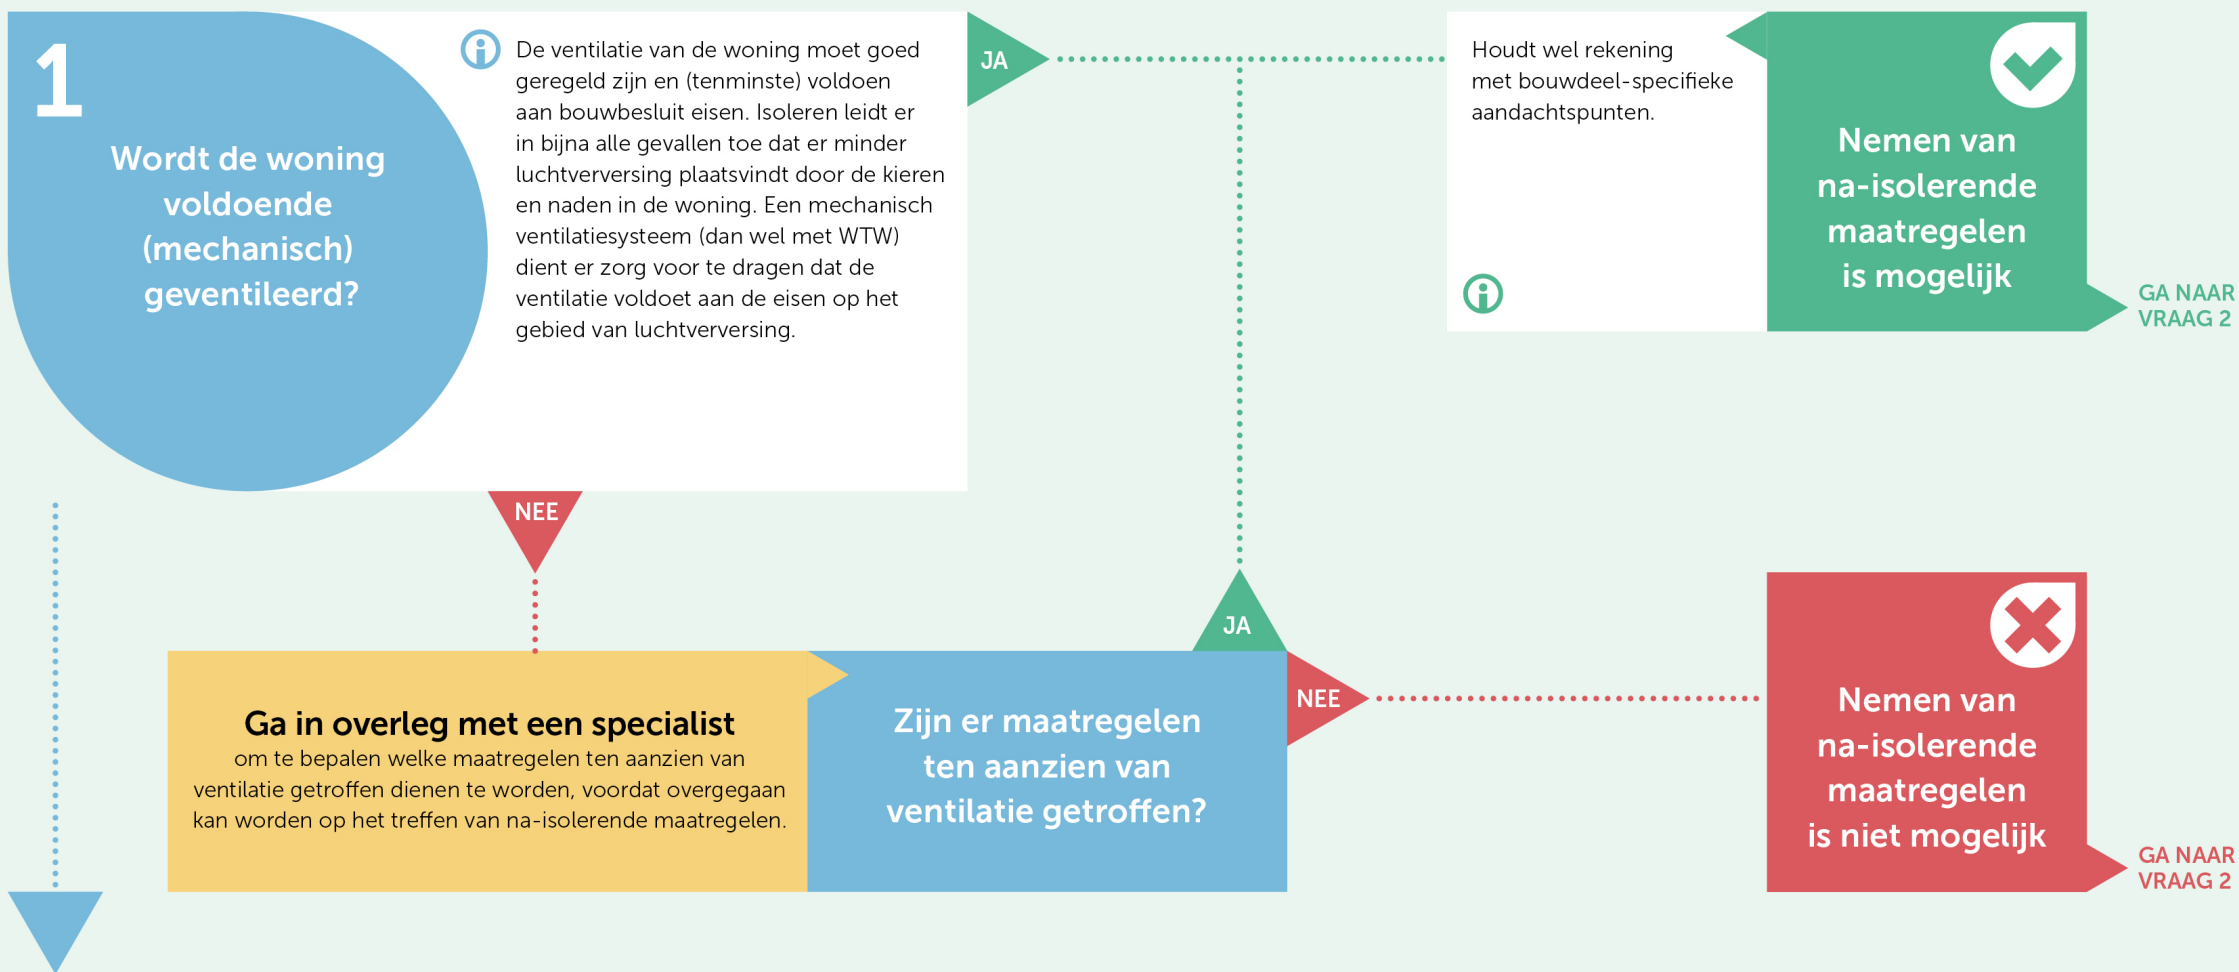 1
Wordt de woning
voldoende
(mechanisch)
geventileerd?
De ventilatie van de woning moet goed
geregeld zijn en (tenminste) voldoen
aan bouwbesluit eisen. Isoleren leidt er
in bijna alle gevallen toe dat er minder
luchtverversing plaatsvindt door de kieren
en naden in de woning. Een mechanisch
ventilatiesysteem (dan wel met WTW)
dient er zorg voor te dragen dat de
ventilatie voldoet aan de eisen op het
gebied van luchtverversing.
JA
Houdt wel rekening
met bouwdeel-specifieke
aandachtspunten.
Nemen van
na-isolerende
maatregelen
is mogelijk
GA NAAR
VRAAG 2
NEE
Ga in overleg met een specialist
om te bepalen welke maatregelen ten aanzien van
ventilatie getroffen dienen te worden, voordat overgegaan
kan worden op het treffen van na-isolerende maatregelen.
Zijn er maatregelen
ten aanzien van
ventilatie getroffen?
JA
NEE
Nemen van
na-isolerende
maatregelen
is niet mogelijk
GA NAAR
VRAAG 2